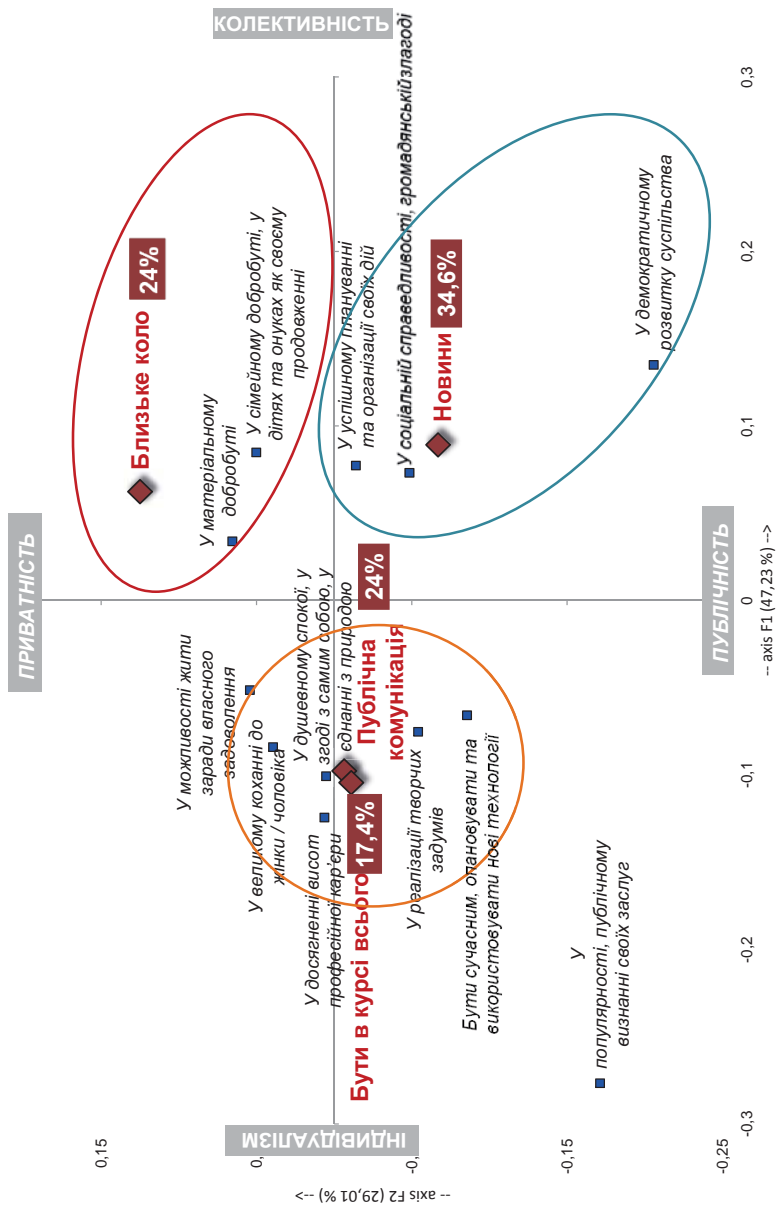 ПРИВАТНІСТЬ
КОЛЕКТИВНІСТЬ
ІНДИВИДУАЛІЗМ
ПУБЛІЧНІСТЬ
Близьке коло
24%
У матеріальному
добробуті
У сімейному добробуті, у
дітях та онуках як своєму
продовженні
У можливості жити
заради власного
задоволення
У великому коханні до
жінки / чоловіка
У душевному спокої, у
згоді з самим собою, у
єднанні з природою
У досягненні висот
професійної кар'єри
Публічна
комунікація
24%
Бути в курсі всього
17,4%
У реалізації творчих
задумів
Бути сучасним, опановувати та
використовувати нові технології
У
популярності, публічному
визнанні своїх заслуг
У успішному плануванні
та організації своїх дій
У соціальній справедливості, громадянськійзлагоді
Новини
34,6%
У демократичному
розвитку суспільства
0,15
0,
-0,
-0,15
-0,25
-0,3
-0,2
-0,1
0
0,1
0,2
0,3
-- axis F1 (47,23 %) -->
-- axis F2 (29,01 %) -->